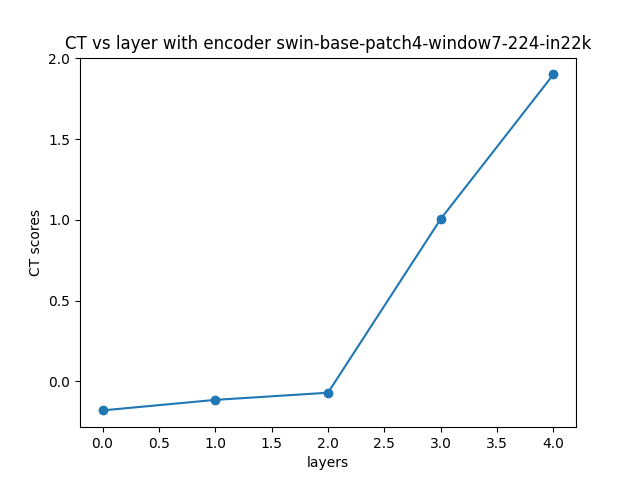 CT vs layer with encoder swin-base-patch4-window7-224-in22k
2.0
1.5
1.0
0.5
0.0
CT scores
0.0 0.5 1.0 1.5 2.0 2.5 3.0 3.5 4.0
layers